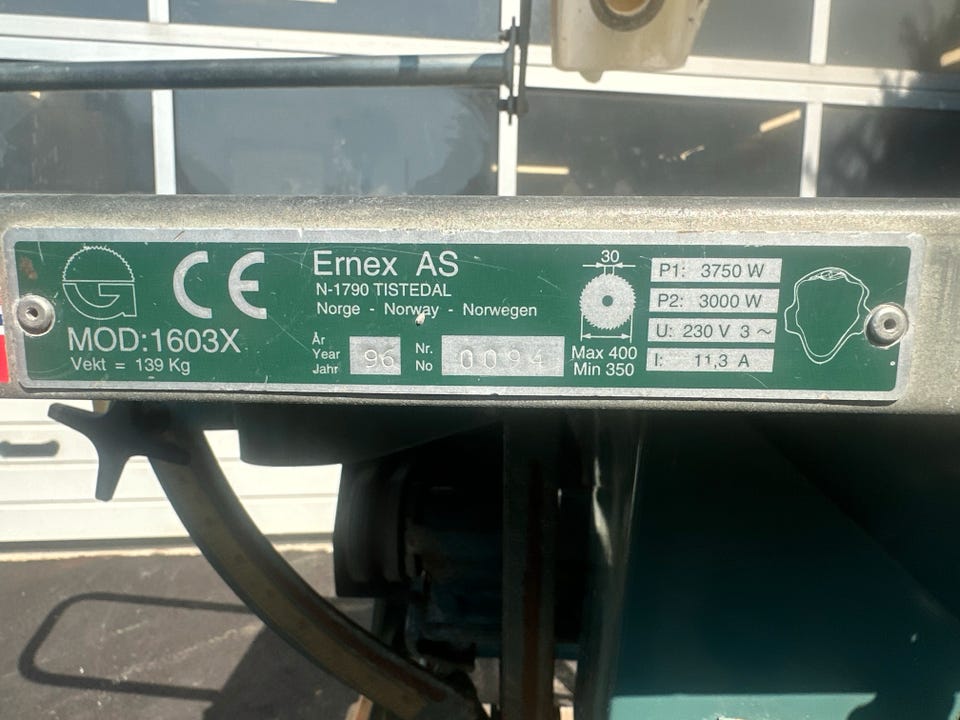 G
CE
MOD:1603X
Vekt = 139 Kg
Ernex AS
N-1790 TISTEDAL
Norge - Norway - Norwegen
År
Year
Jahr
96
Nr.
No
0094
30
Max 400
Min 350
P1: 3750 W
P2: 3000 W
U: 230 V 3 ~
I: 11,3 A